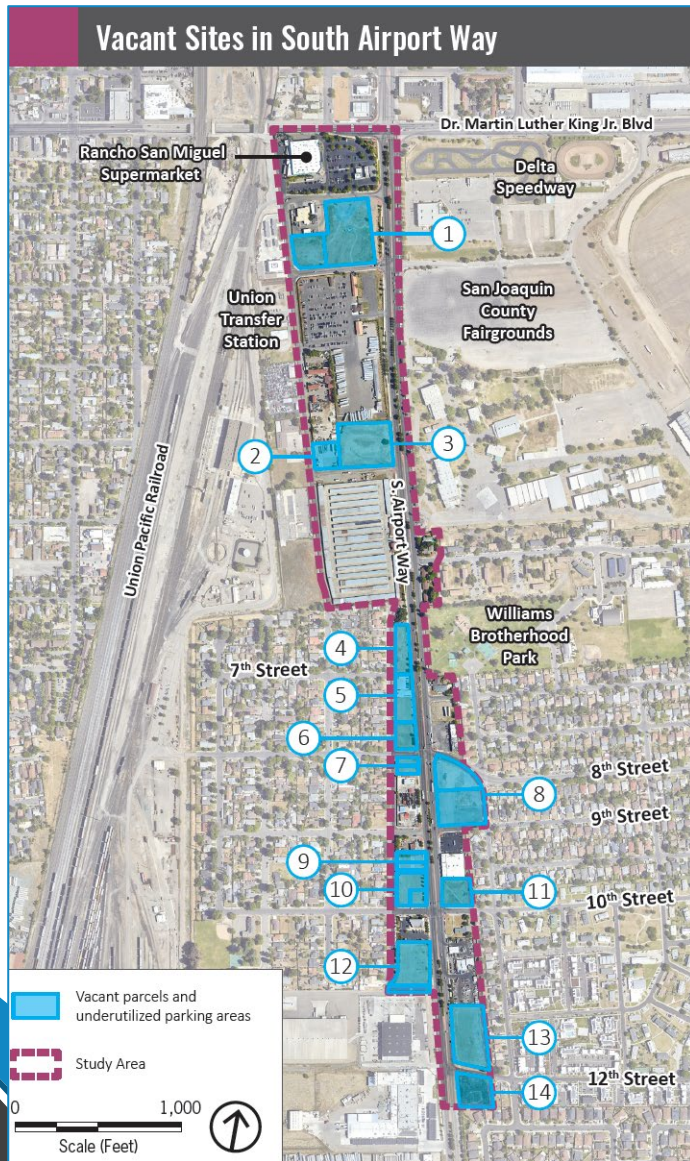 Vacant Sites in South Airport Way
Dr. Martin Luther King Jr. Blvd
Rancho San Miguel
Supermarket
Delta
Speedway
1
Union
Transfer
Station
San Joaquin
County
Fairgrounds
2
3
Union Pacific Railroad
S. Airport Way
Williams
Brotherhood
Park
4
7th Street
5
6
7
8th Street
8
9th Street
9
10
11
10th Street
12
13
12th Street
14
Vacant parcels and
underutilized parking areas
Study Area
0 1,000
Scale (Feet)